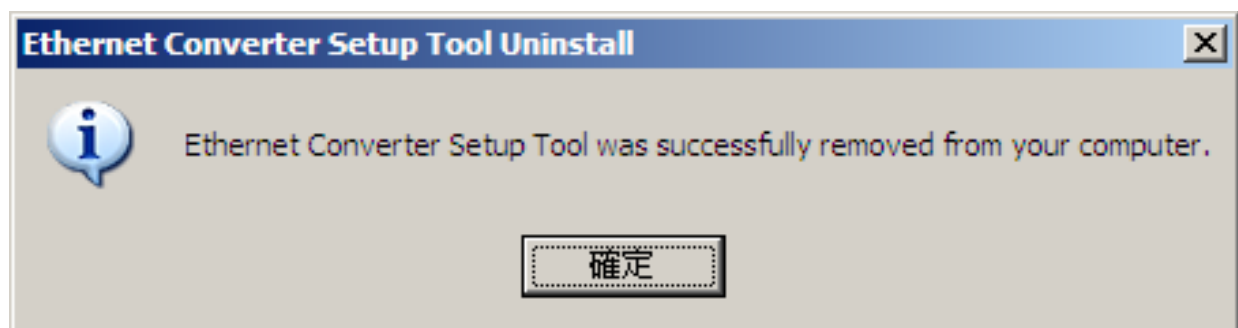 Ethernet Converter Setup Tool Uninstall
Ethernet Converter Setup Tool was successfully removed from your computer.
確定